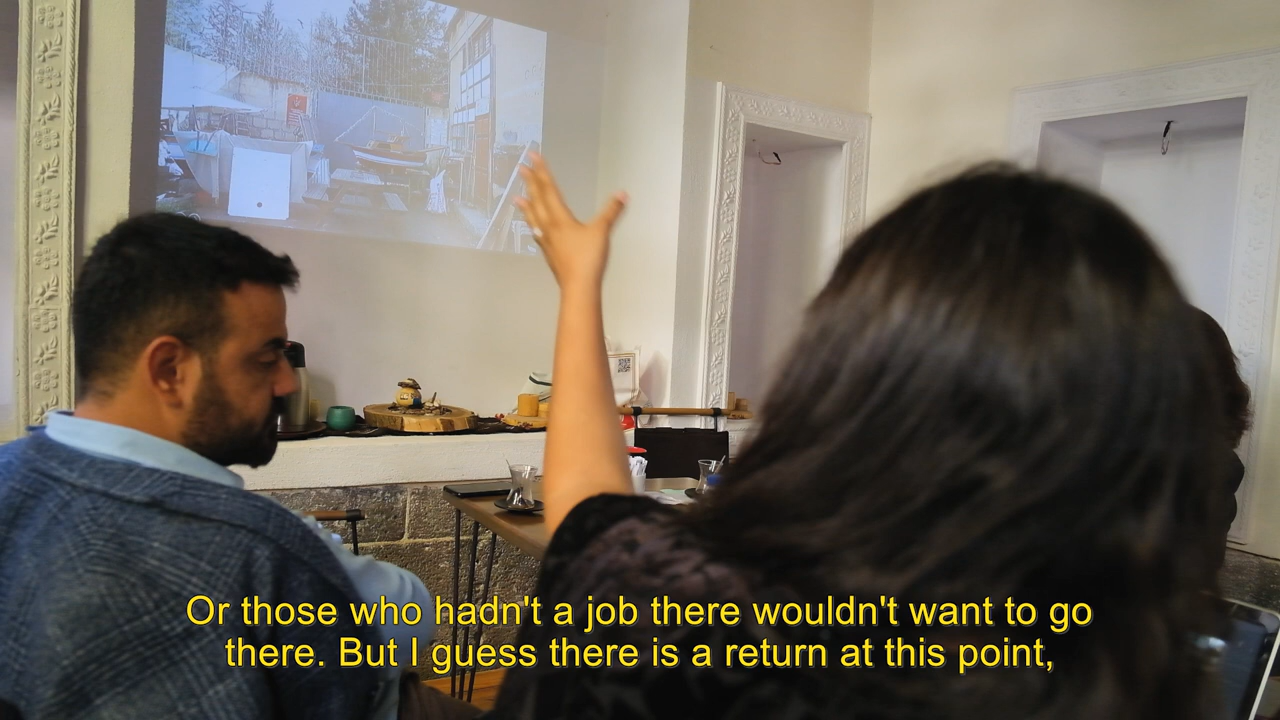 Or those who hadn't a job there wouldn't want to go
there. But I guess there is a return at this point,